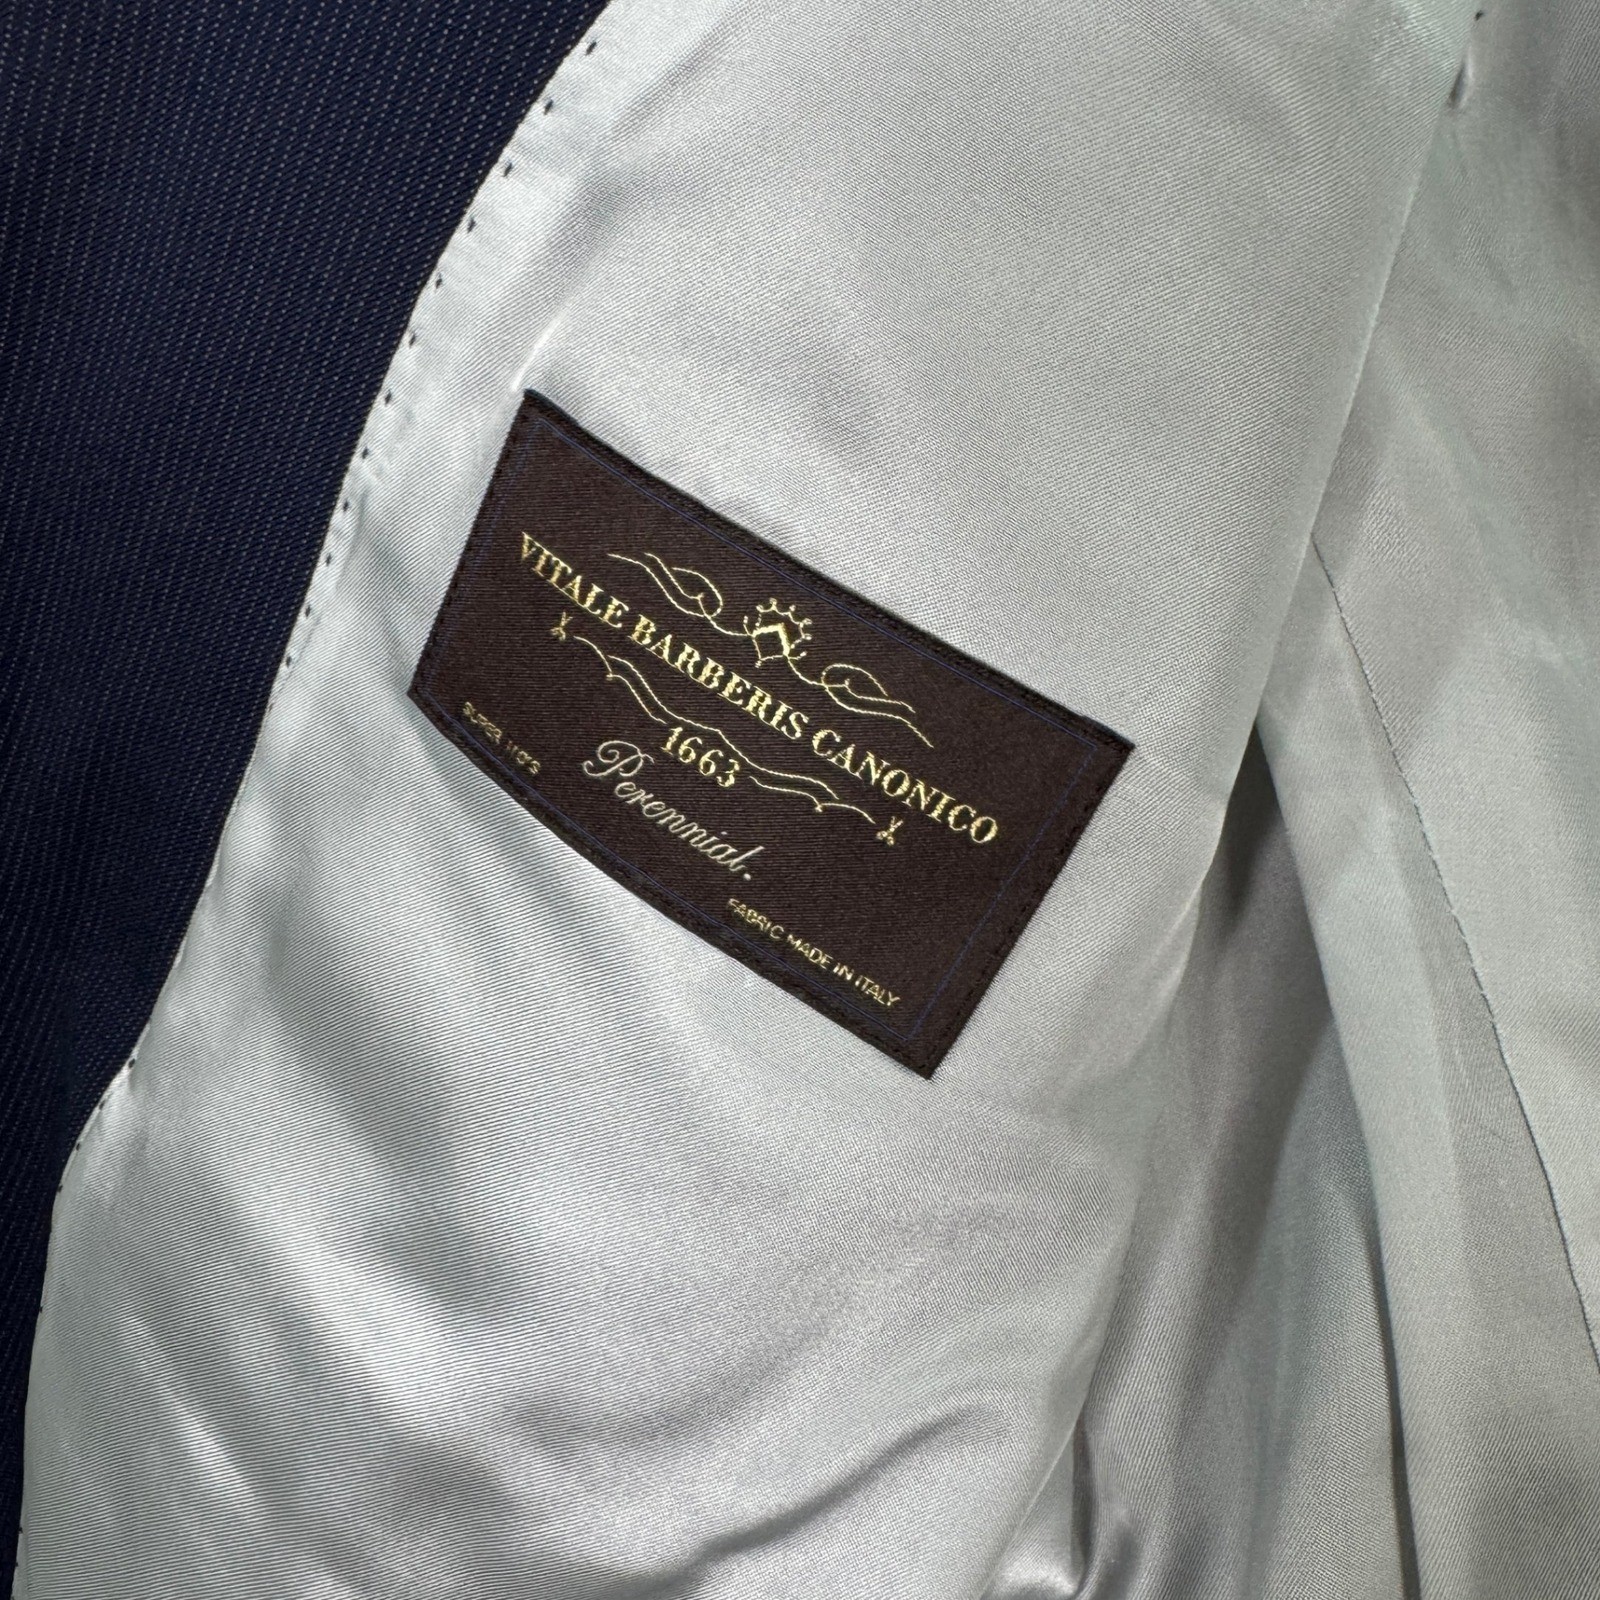 VITALE BARBERIS CANONICO
1663
Perennial.
SUPER 110'S
FABRIC MADE IN ITALY